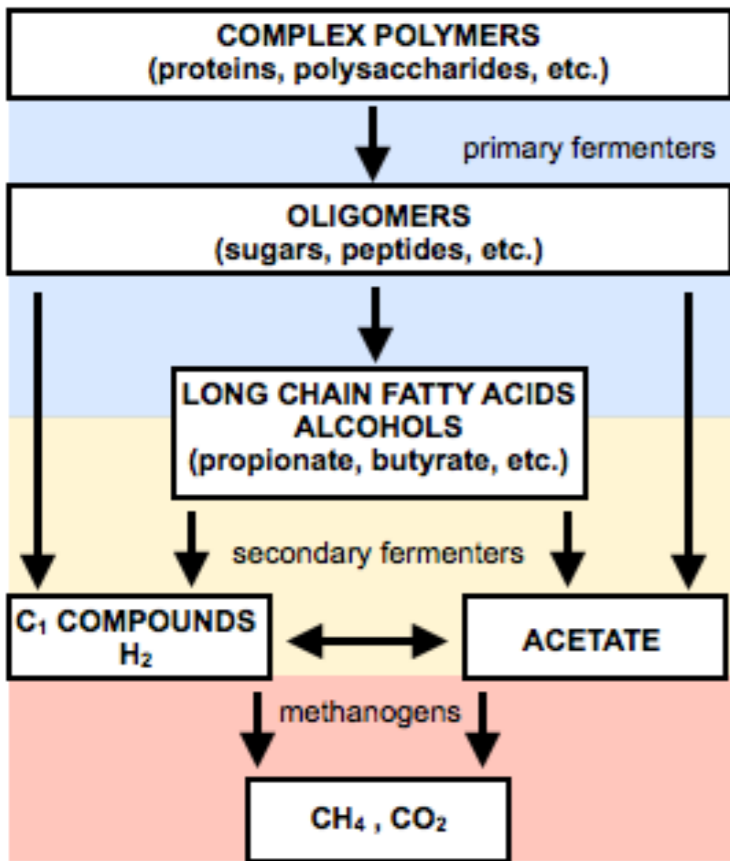 COMPLEX POLYMERS
(proteins, polysaccharides, etc.)
primary fermenters
OLIGOMERS
(sugars, peptides, etc.)
LONG CHAIN FATTY ACIDS
ALCOHOLS
(propionate, butyrate, etc.)
secondary fermenters
C₁ COMPOUNDS
H₂
ACETATE
methanogens
CH₄ , CO₂